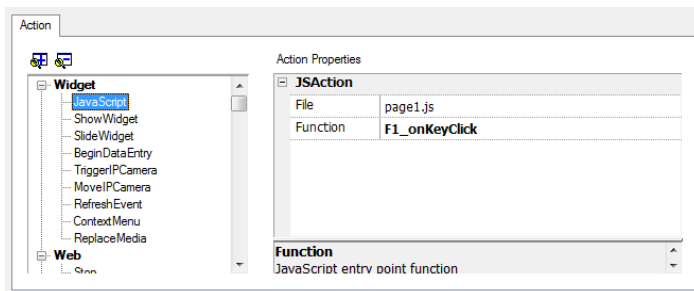 Action
Action Properties
Widget
JavaScript
ShowWidget
SlideWidget
BeginDataEntry
TriggerIPCamera
MoveIPCamera
RefreshEvent
ContextMenu
ReplaceMedia
Web
Stop
JSAction
File page1.js
Function F1_onKeyClick
Function
JavaScript entry point function